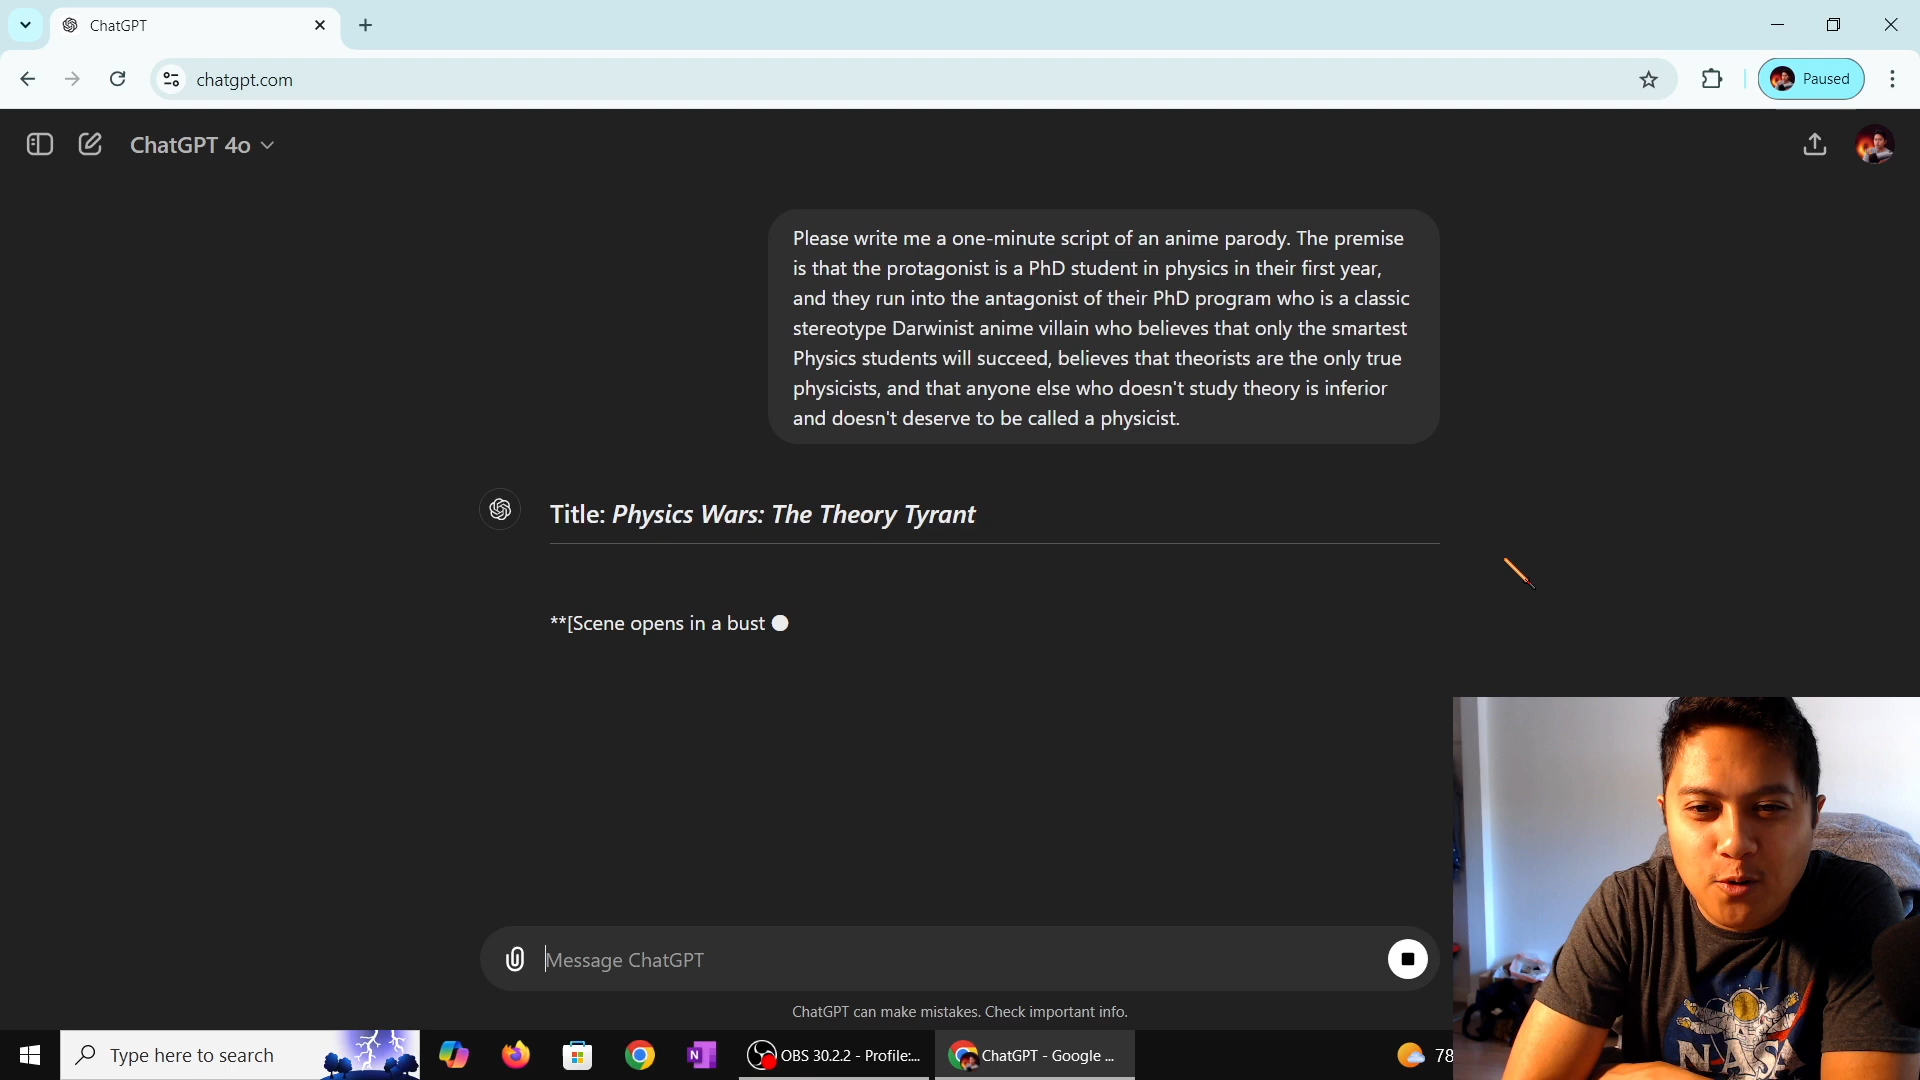 ChatGPT
chatgpt.com
Paused
ChatGPT 4o
Please write me a one-minute script of an anime parody. The premise
is that the protagonist is a PhD student in physics in their first year,
and they run into the antagonist of their PhD program who is a classic
stereotype Darwinist anime villain who believes that only the smartest
Physics students will succeed, believes that theorists are the only true
physicists, and that anyone else who doesn't study theory is inferior
and doesn't deserve to be called a physicist.
Title: Physics Wars: The Theory Tyrant
**[Scene opens in a bust
Message ChatGPT
ChatGPT can make mistakes. Check important info.
NASA
Type here to search
OBS 30.2.2 - Profile:...
ChatGPT - Google ...
78